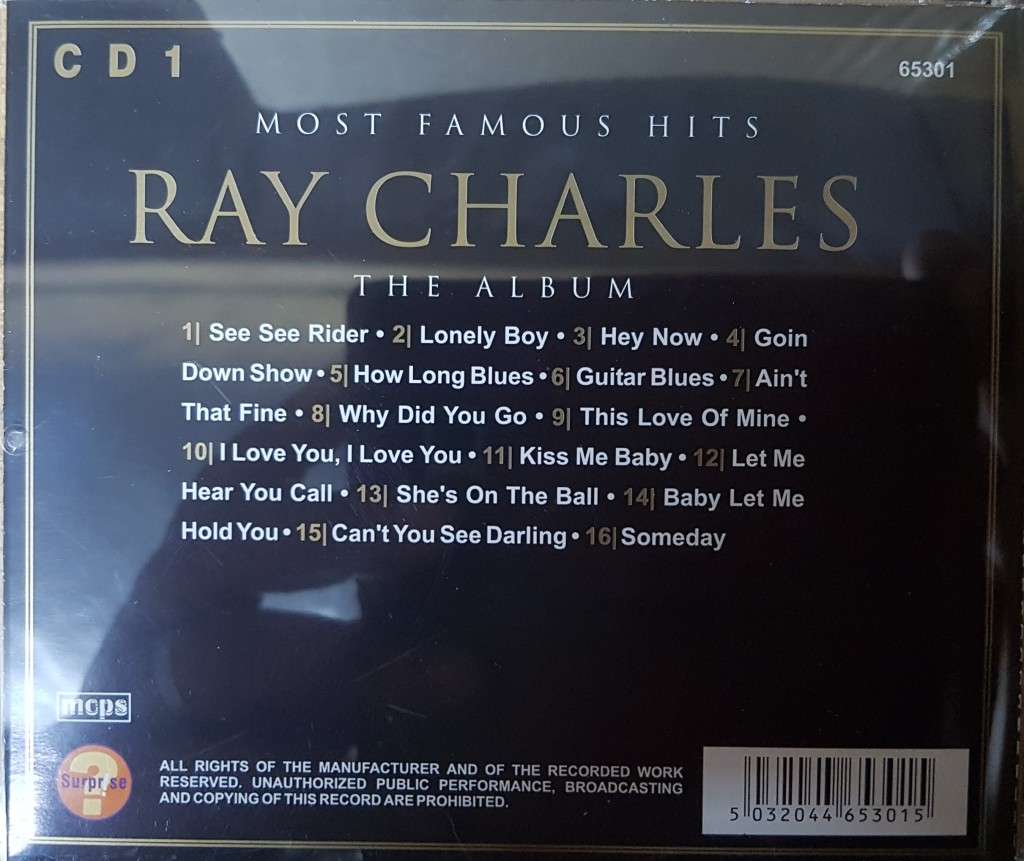 CD 1
65301
MOST FAMOUS HITS
RAY CHARLES
THE ALBUM
1| See See Rider • 2| Lonely Boy • 3| Hey Now • 4| Goin
Down Show • 5| How Long Blues • 6| Guitar Blues • 7| Ain't
That Fine • 8| Why Did You Go • 9| This Love Of Mine •
10| I Love You, I Love You • 11| Kiss Me Baby • 12| Let Me
Hear You Call • 13| She's On The Ball • 14| Baby Let Me
Hold You • 15| Can't You See Darling • 16| Someday
mcps
Surpr?se
ALL RIGHTS OF THE MANUFACTURER AND OF THE RECORDED WORK
RESERVED. UNAUTHORIZED PUBLIC PERFORMANCE, BROADCASTING
AND COPYING OF THIS RECORD ARE PROHIBITED.
5 032044 653015